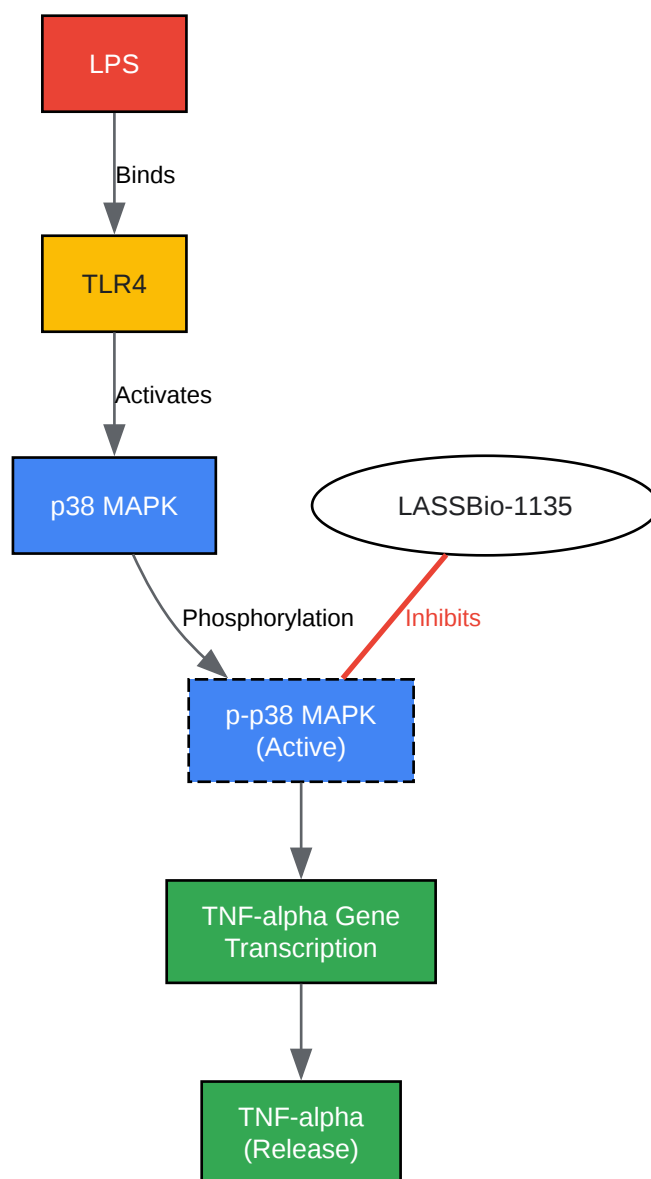 LPS
Binds
TLR4
Activates
p38 MAPK
LASSBio-1135
Phosphorylation
Inhibits
p-p38 MAPK
(Active)
TNF-alpha Gene
Transcription
TNF-alpha
(Release)